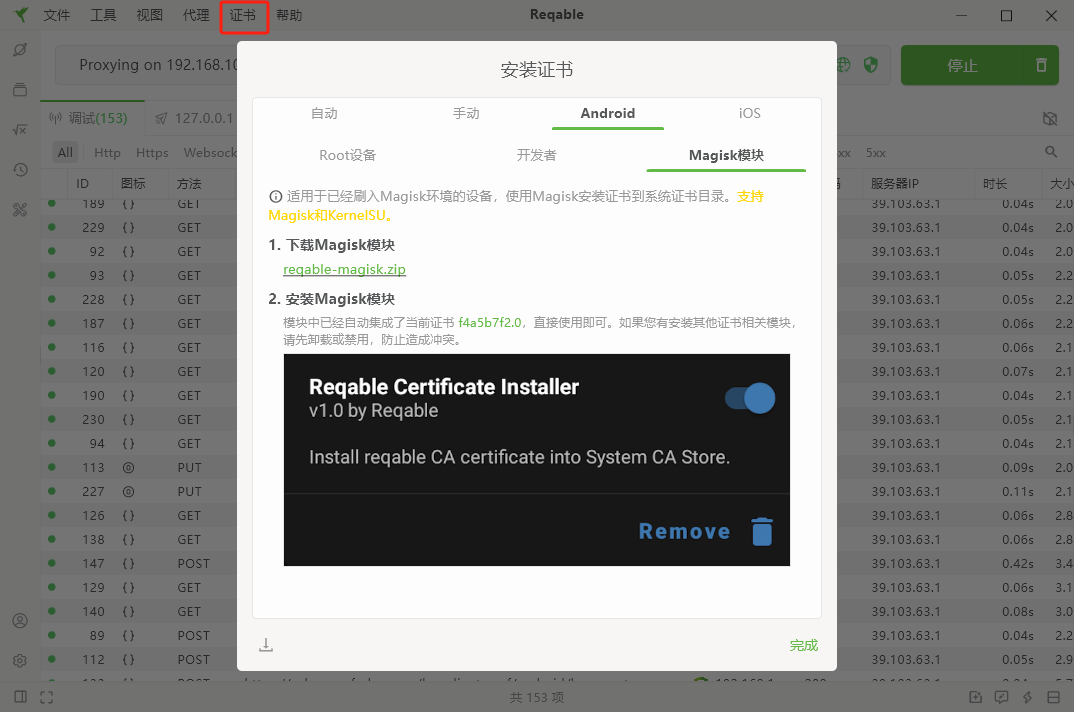 文件 工具 视图 代理 证书 帮助 Reqable
Proxying on 192.168.10
停止
安装证书
自动 手动 Android iOS
Root设备 开发者 Magisk模块
适用于已经刷入Magisk环境的设备，使用Magisk安装证书到系统证书目录。支持
Magisk和KernelSU。
1. 下载Magisk模块
reqable-magisk.zip
2. 安装Magisk模块
模块中已经自动集成了当前证书 f4a5b7f2.0，直接使用即可。如果您有安装其他证书相关模块，
请先卸载或禁用，防止造成冲突。
Reqable Certificate Installer
v1.0 by Reqable
Install reqable CA certificate into System CA Store.
Remove
完成
调试(153) 127.0.0.1
All Http Https Websock 5xx
ID 图标 方法 服务器IP 时长 大小
189 { } GET 39.103.63.1 0.04s 2.0
229 { } GET 39.103.63.1 0.04s 2.0
92 { } GET 39.103.63.1 0.04s 2.0
93 { } GET 39.103.63.1 0.05s 2.2
228 { } GET 39.103.63.1 0.05s 2.2
187 { } GET 39.103.63.1 0.06s 2.2
116 { } GET 39.103.63.1 0.06s 2.1
120 { } GET 39.103.63.1 0.07s 2.1
190 { } GET 39.103.63.1 0.04s 2.1
230 { } GET 39.103.63.1 0.05s 2.1
94 { } GET 39.103.63.1 0.04s 2.1
113 PUT 39.103.63.1 0.09s 2.0
227 PUT 39.103.63.1 0.11s 2.1
126 { } GET 39.103.63.1 0.06s 2.8
138 { } GET 39.103.63.1 0.06s 2.8
147 { } POST 39.103.63.1 0.42s 3.4
129 { } GET 39.103.63.1 0.06s 3.1
140 { } GET 39.103.63.1 0.08s 3.0
89 { } POST 39.103.63.1 0.04s 2.2
112 { } POST 39.103.63.1 0.05s 2.9
共 153 项